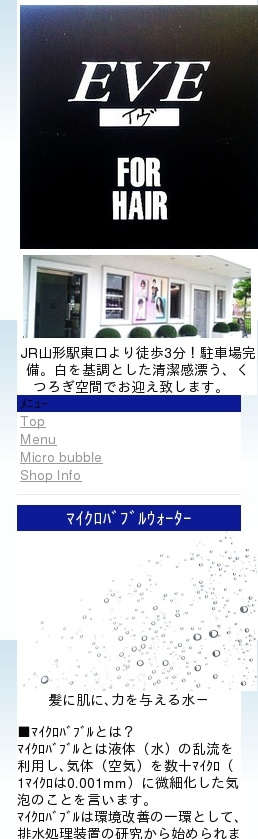 EVE
イヴ
FOR
HAIR
JR山形駅東口より徒歩3分！駐車場完
備。白を基調とした清潔感漂う、く
つろぎ空間でお迎え致します。
ﾒﾆｭｰ
Top
Menu
Micro bubble
Shop Info
ﾏｲｸﾛﾊﾞﾌﾞﾙｳｫｰﾀｰ
髪に肌に､力を与える水ー
■ﾏｲｸﾛﾊﾞﾌﾞﾙとは？
ﾏｲｸﾛﾊﾞﾌﾞﾙとは液体（水）の乱流を
利用し､気体（空気）を数十ﾏｲｸﾛ（
1ﾏｲｸﾛは0.001mm）に微細化した気
泡のことを言います。
ﾏｲｸﾛﾊﾞﾌﾞﾙは環境改善の一環として､
排水処理装置の研究から始められま